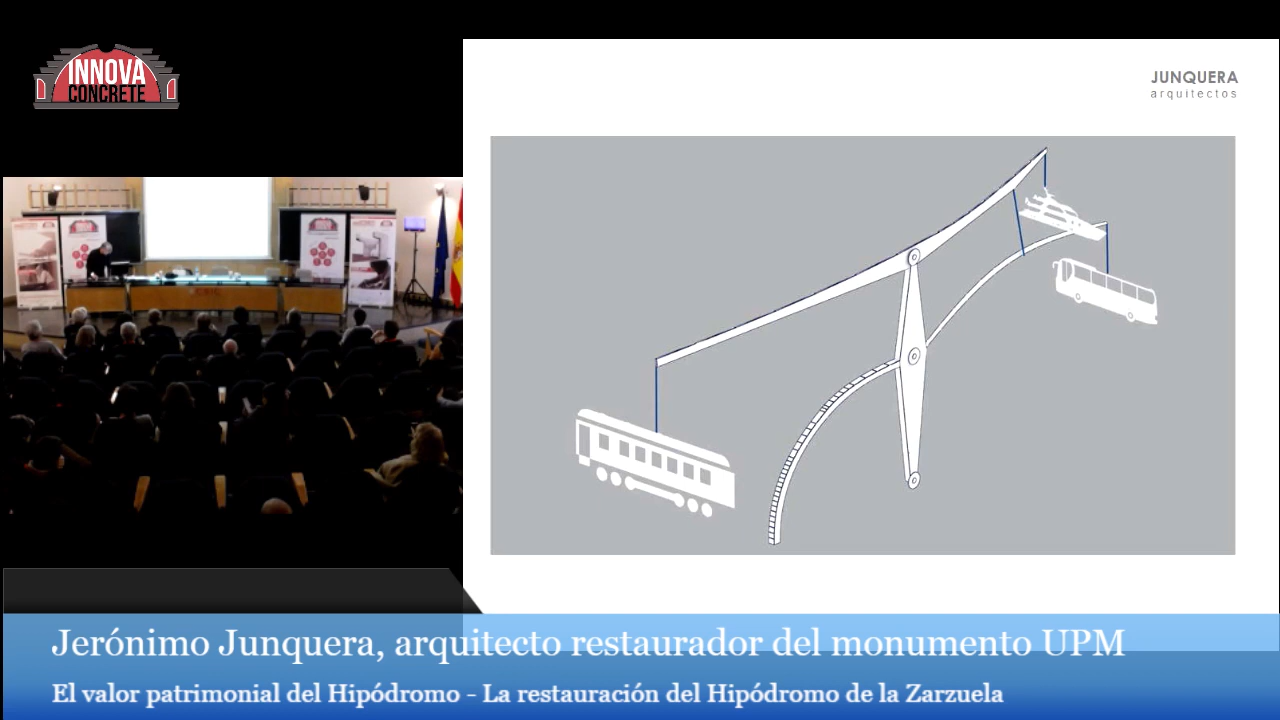 INNOVA
CONCRETE
JUNQUERA
arquitectos
Jerónimo Junquera, arquitecto restaurador del monumento UPM
El valor patrimonial del Hipódromo - La restauración del Hipódromo de la Zarzuela